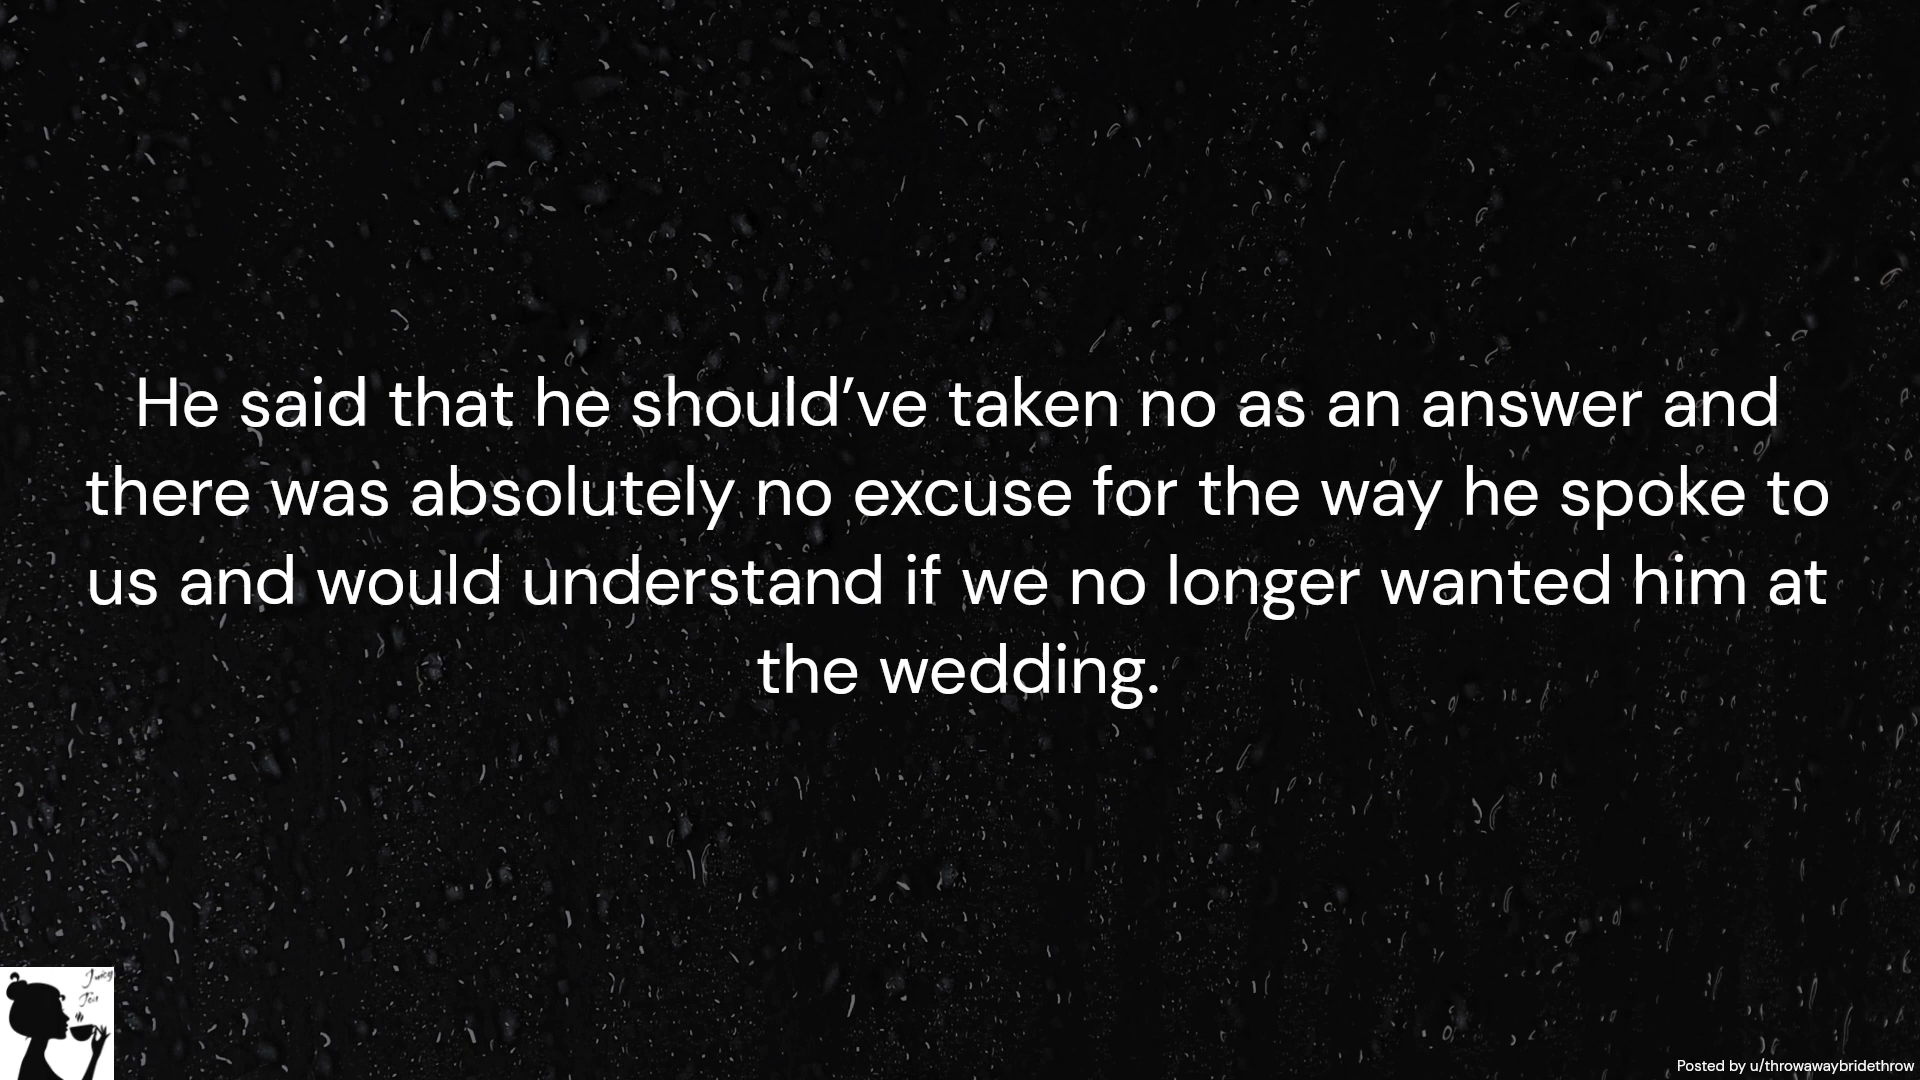 He said that he should’ve taken no as an answer and
there was absolutely no excuse for the way he spoke to
us and would understand if we no longer wanted him at
the wedding.
Juicy
Tea
Posted by u/throwawaybridethrow